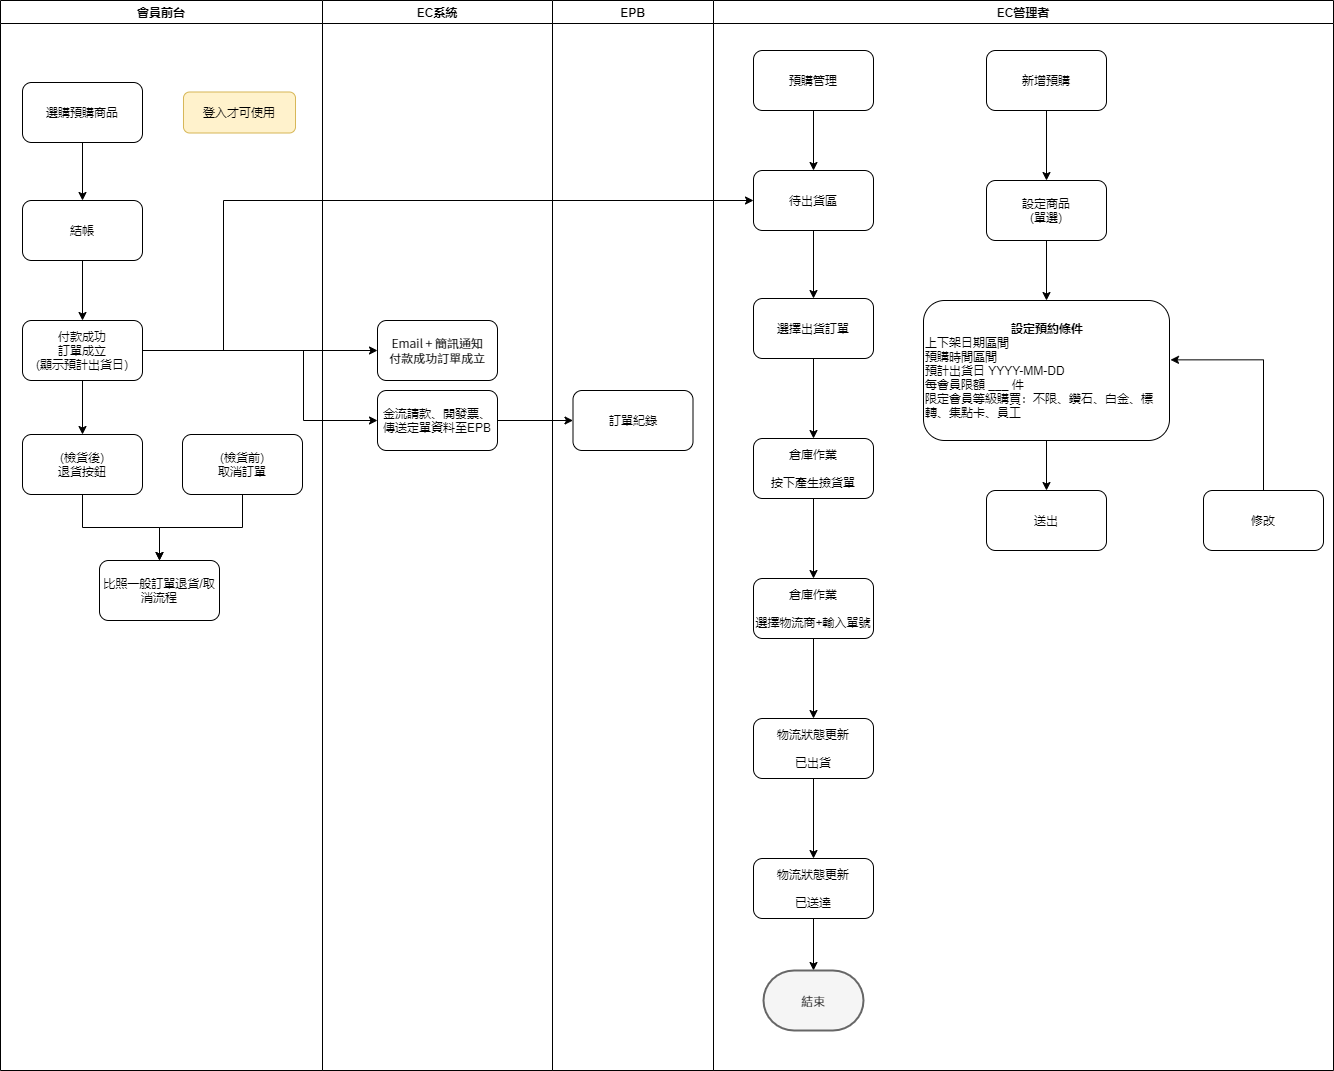 會員前台
EC系統
EPB
EC管理者
選購預購商品
登入才可使用
結帳
付款成功
訂單成立
(顯示預計出貨日)
(檢貨後)
退貨按鈕
(檢貨前)
取消訂單
比照一般訂單退貨/取
消流程
Email + 簡訊通知
付款成功訂單成立
金流請款、開發票、
傳送定單資料至EPB
訂單紀錄
預購管理
待出貨區
選擇出貨訂單
倉庫作業
按下產生撿貨單
倉庫作業
選擇物流商+輸入單號
物流狀態更新
已出貨
物流狀態更新
已送達
結束
新增預購
設定商品
(單選)
設定預約條件
上下架日期區間
預購時間區間
預計出貨日 YYYY-MM-DD
每會員限額 ___ 件
限定會員等級購買：不限、鑽石、白金、標
轉、集點卡、員工
送出
修改